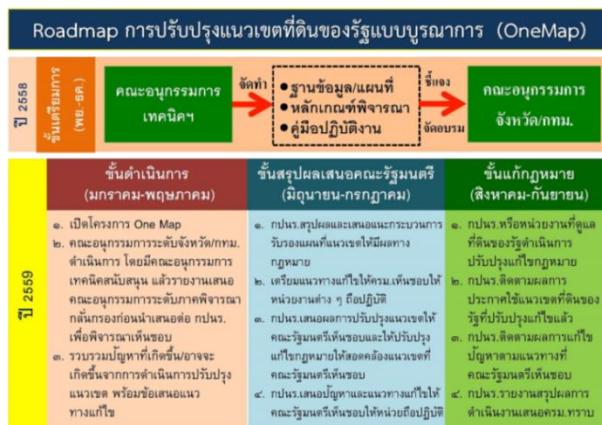 Roadmap การปรับปรุงแนวเขตที่ดินของรัฐแบบบูรณาการ (OneMap)
ปี 2558
ขั้นเตรียมการ
(พย.-ธค.)
คณะอนุกรรมการ
เทคนิคฯ
จัดทำ
• ฐานข้อมูล/แผนที่
• หลักเกณฑ์พิจารณา
• คู่มือปฏิบัติงาน
ชี้แจง
จัดอบรม
คณะอนุกรรมการ
จังหวัด/กทม.
ปี 2559
ขั้นดำเนินการ
(มกราคม-พฤษภาคม)
๑. เปิดโครงการ One Map
๒. คณะอนุกรรมการระดับจังหวัด/กทม.
ดำเนินการ โดยมีคณะอนุกรรมการ
เทคนิคสนับสนุน แล้วรายงานเสนอ
คณะอนุกรรมการระดับภาคพิจารณา
กลั่นกรองก่อนนำเสนอต่อ กปนร.
เพื่อพิจารณาเห็นชอบ
๓. รวบรวมปัญหาที่เกิดขึ้น/อาจจะ
เกิดขึ้นจากการดำเนินการปรับปรุง
แนวเขต พร้อมข้อเสนอแนว
ทางแก้ไข
ขั้นสรุปผลเสนอคณะรัฐมนตรี
(มิถุนายน-กรกฎาคม)
๑. กปนร.สรุปผลและเสนอแนะกระบวนการ
รับรองแผนที่แนวเขตให้มีผลทาง
กฎหมาย
๒. เตรียมแนวทางแก้ไขให้ครม.เห็นชอบให้
หน่วยงานต่าง ๆ ถือปฏิบัติ
๓. กปนร.เสนอผลการปรับปรุงแนวเขตให้
คณะรัฐมนตรีเห็นชอบและให้ปรับปรุง
แก้ไขกฎหมายให้สอดคล้องแนวเขตที่
คณะรัฐมนตรีเห็นชอบ
๔. กปนร.เสนอปัญหาและแนวทางแก้ไขให้
คณะรัฐมนตรีเห็นชอบให้หน่วยถือปฏิบัติ
ขั้นแก้กฎหมาย
(สิงหาคม-กันยายน)
๑. กปนร.หรือหน่วยงานที่ดูแล
ที่ดินของรัฐดำเนินการ
ปรับปรุงแก้ไขกฎหมาย
๒. กปนร.ติดตามผลการ
ประกาศใช้แนวเขตที่ดินของ
รัฐที่ปรับปรุงแก้ไขแล้ว
๓. กปนร.ติดตามผลการแก้ไข
ปัญหาตามแนวทางที่
คณะรัฐมนตรีเห็นชอบ
๔. กปนร.รายงานสรุปผลการ
ดำเนินงานเสนอครม.ทราบ